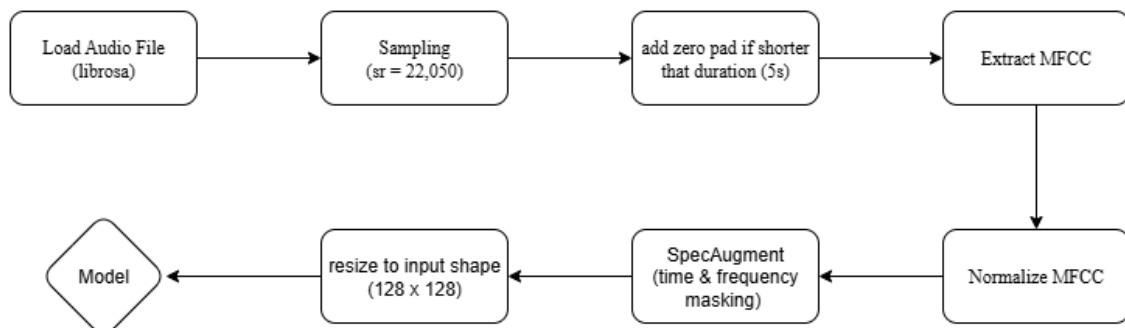 Load Audio File
(librosa)
Sampling
(sr = 22,050)
add zero pad if shorter
that duration (5s)
Extract MFCC
Normalize MFCC
SpecAugment
(time & frequency
masking)
resize to input shape
(128 x 128)
Model